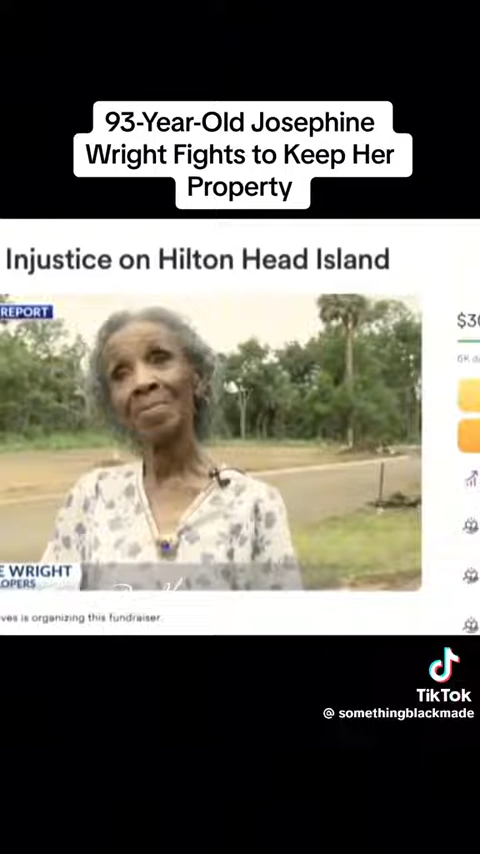 93-Year-Old Josephine
Wright Fights to Keep Her
Property
Injustice on Hilton Head Island
REPORT
E WRIGHT
OPERS
ves is organizing this fundraiser.
TikTok
@ somethingblackmade